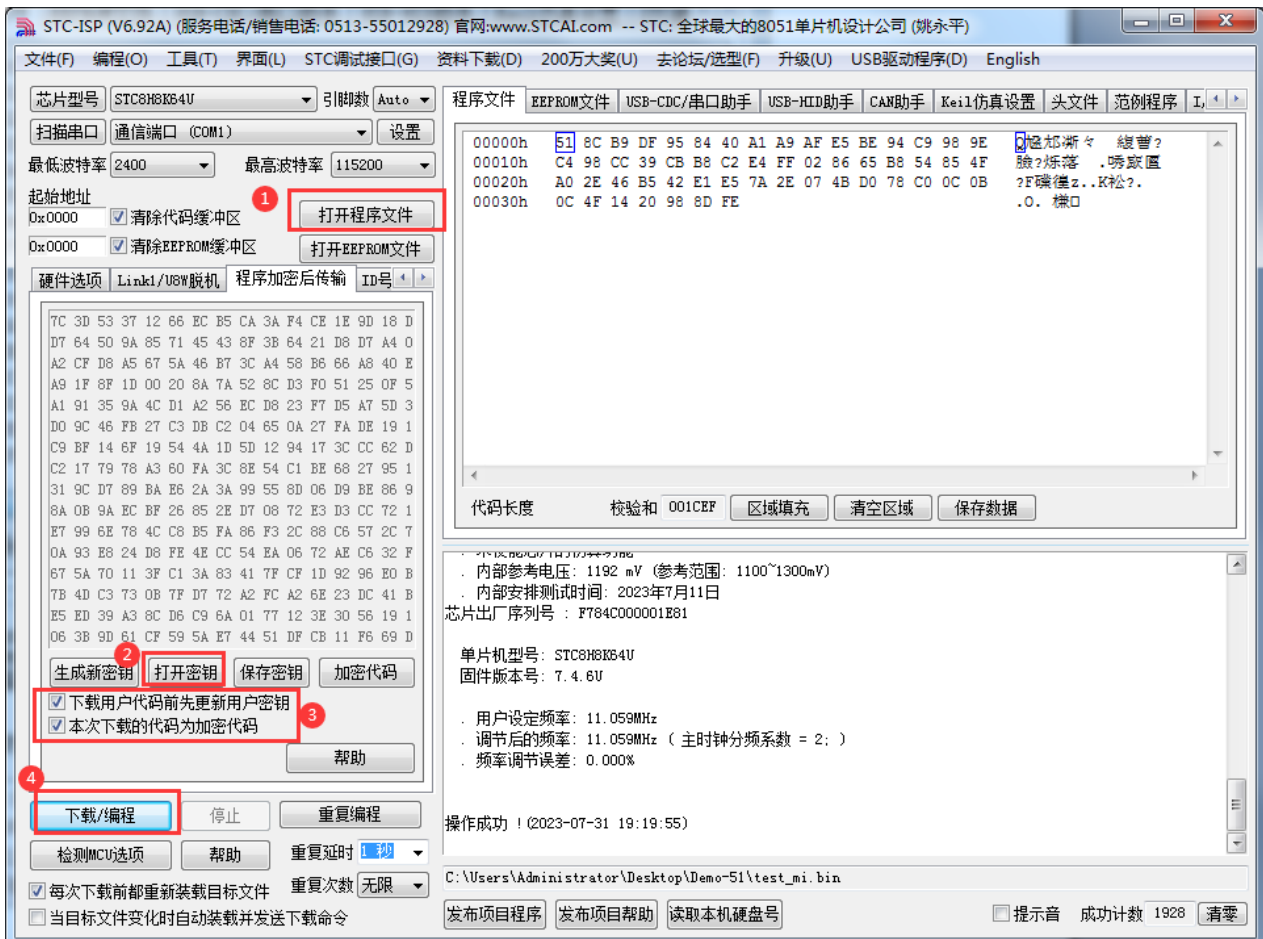 STC-ISP (V6.92A) (服务电话/销售电话: 0513-55012928) 官网:www.STCAI.com -- STC: 全球最大的8051单片机设计公司 (姚永平)
文件(F) 编程(O) 工具(T) 界面(L) STC调试接口(G) 资料下载(D) 200万大奖(U) 去论坛/选型(F) 升级(U) USB驱动程序(D) English
芯片型号 STC8H8K64U 引脚数 Auto
扫描串口 通信端口 (COM1) 设置
最低波特率 2400 最高波特率 115200
起始地址
1
0x0000 清除代码缓冲区 打开程序文件
0x0000 清除EEPROM缓冲区 打开EEPROM文件
硬件选项 Link1/U8W脱机 程序加密后传输 ID号
7C 3D 53 37 12 66 EC B5 CA 3A F4 CE 1E 9D 18 D
D7 64 50 9A 85 71 45 43 8F 3B 64 21 D8 D7 A4 0
A2 CF D8 A5 67 5A 46 B7 3C A4 58 B6 66 A8 40 E
A9 1F 8F 1D 00 20 8A 7A 52 8C D3 F0 51 25 0F 5
A1 91 35 9A 4C D1 A2 56 EC D8 23 F7 D5 A7 5D 3
D0 9C 46 FB 27 C3 DB C2 04 65 0A 27 FA DE 19 1
C9 BF 14 6F 19 54 4A 1D 5D 12 94 17 3C CC 62 D
C2 17 79 78 A3 60 FA 3C 8E 54 C1 BE 68 27 95 1
31 9C D7 89 BA E6 2A 3A 99 55 8D 06 D9 BE 86 9
8A 0B 9A EC BF 26 85 2E D7 08 72 E3 D3 CC 72 1
E7 99 6E 78 4C C8 B5 FA 86 F3 2C 88 C6 57 2C 7
0A 93 E8 24 D8 FE 4E CC 54 EA 06 72 AE C6 32 F
67 5A 70 11 3F C1 3A 83 41 7F CF 1D 92 96 E0 B
7B 4D C3 73 0B 7F D7 72 A2 FC A2 6E 23 DC 41 B
E5 ED 39 A3 8C D6 C9 6A 01 77 12 3E 30 56 19 1
06 3B 9D 61 CF 59 5A E7 44 51 DF CB 11 F6 69 D
2
生成新密钥 打开密钥 保存密钥 加密代码
下载用户代码前先更新用户密钥
本次下载的代码为加密代码
3
帮助
4
下载/编程 停止 重复编程
检测MCU选项 帮助 重复延时 1 秒
每次下载前都重新装载目标文件 重复次数 无限
当目标文件变化时自动装载并发送下载命令
程序文件 EEPROM文件 USB-CDC/串口助手 USB-HID助手 CAN助手 Keil仿真设置 头文件 范例程序 I,
00000h 51 8C B9 DF 95 84 40 A1 A9 AF E5 BE 94 C9 98 9E
00010h C4 98 CC 39 CB B8 C2 E4 FF 02 86 65 B8 54 85 4F
00020h A0 2E 46 B5 42 E1 E5 7A 2E 07 4B D0 78 C0 0C 0B
00030h 0C 4F 14 20 98 8D FE
代码长度 校验和 001CEF 区域填充 清空区域 保存数据
. 内部参考电压: 1192 mV (参考范围: 1100~1300mV)
. 内部安排测试时间: 2023年7月11日
芯片出厂序列号 : F784C000001E81
单片机型号: STC8H8K64U
固件版本号: 7.4.6U
. 用户设定频率: 11.059MHz
. 调节后的频率: 11.059MHz ( 主时钟分频系数 = 2; )
. 频率调节误差: 0.000%
操作成功 !(2023-07-31 19:19:55)
C:\Users\Administrator\Desktop\Demo-51\test_mi.bin
发布项目程序 发布项目帮助 读取本机硬盘号 提示音 成功计数 1928 清零